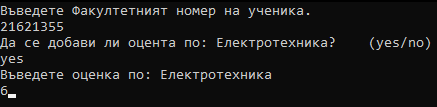 Въведете Факултетният номер на ученика.
21621355
Да се добави ли оцента по: Електротехника?    (yes/no)
yes
Въведете оценка по: Електротехника
6